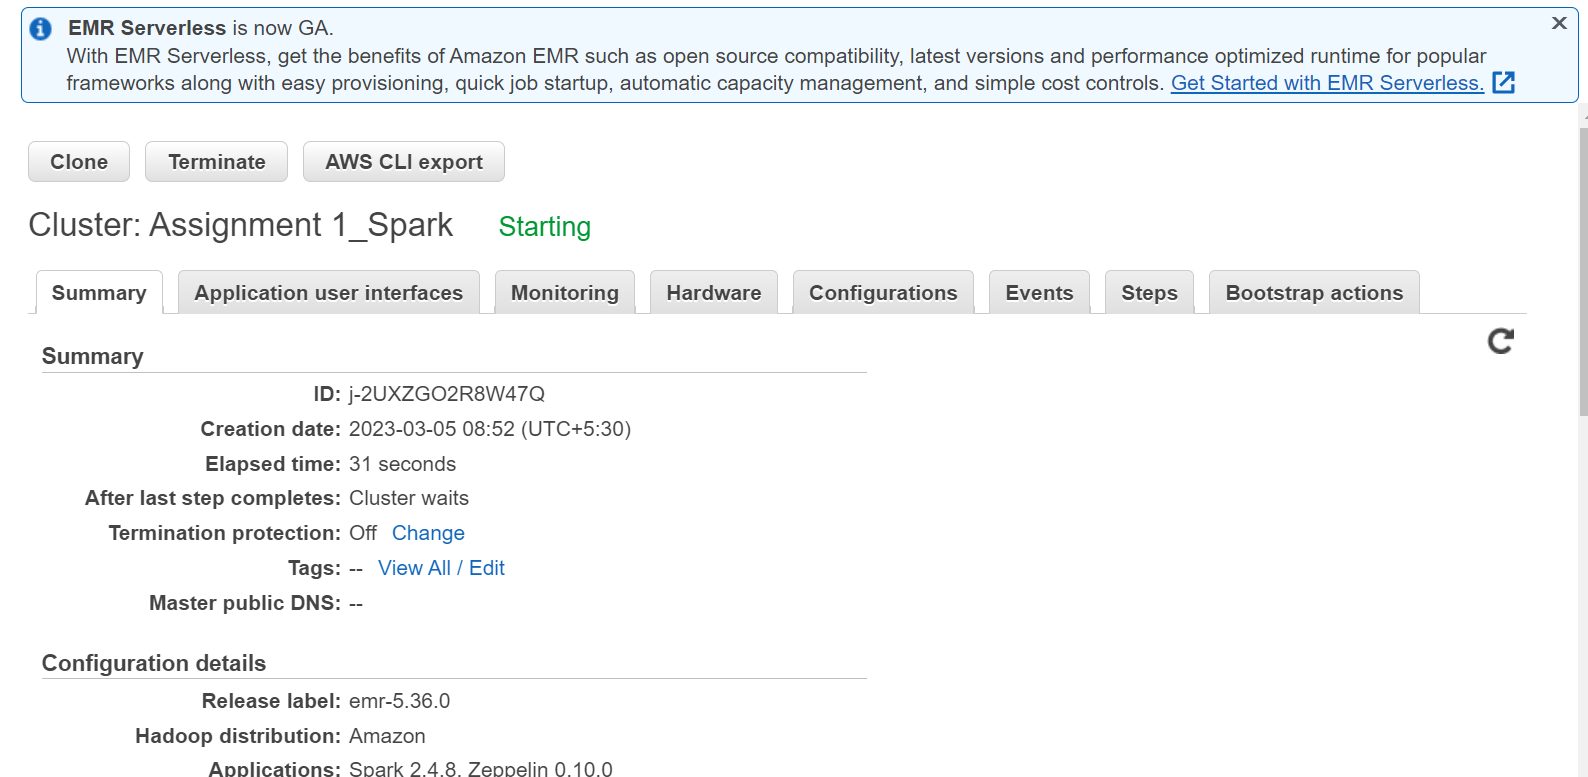 EMR Serverless is now GA.
With EMR Serverless, get the benefits of Amazon EMR such as open source compatibility, latest versions and performance optimized runtime for popular
frameworks along with easy provisioning, quick job startup, automatic capacity management, and simple cost controls. Get Started with EMR Serverless.
Clone Terminate AWS CLI export
Cluster: Assignment 1_Spark Starting
Summary Application user interfaces Monitoring Hardware Configurations Events Steps Bootstrap actions
Summary
ID: j-2UXZGO2R8W47Q
Creation date: 2023-03-05 08:52 (UTC+5:30)
Elapsed time: 31 seconds
After last step completes: Cluster waits
Termination protection: Off Change
Tags: -- View All / Edit
Master public DNS: --
Configuration details
Release label: emr-5.36.0
Hadoop distribution: Amazon
Applications: Spark 2.4.8, Zeppelin 0.10.0